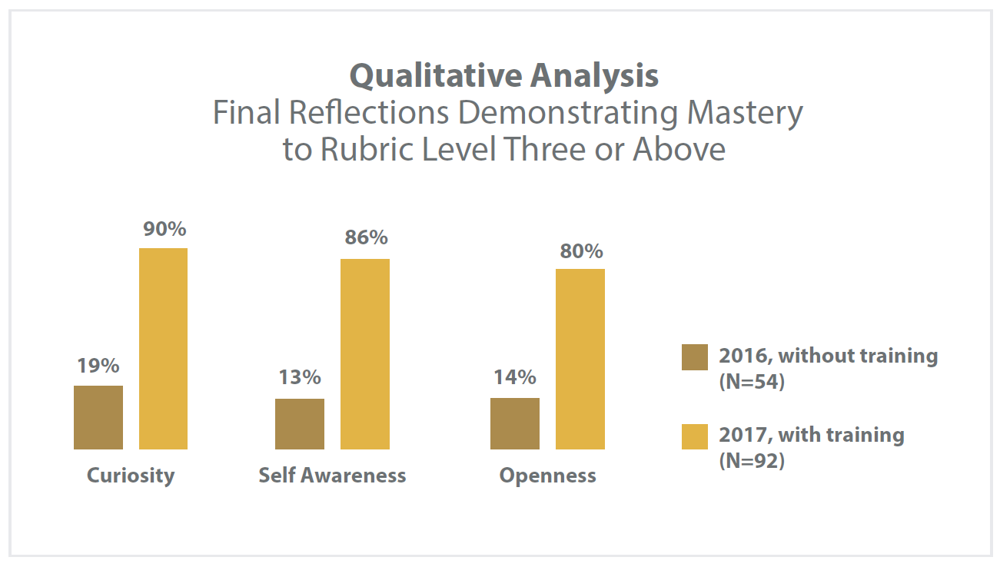 Qualitative Analysis
Final Reflections Demonstrating Mastery
to Rubric Level Three or Above
90%
86%
80%
19%
13%
14%
Curiosity
Self Awareness
Openness
2016, without training
(N=54)
2017, with training
(N=92)